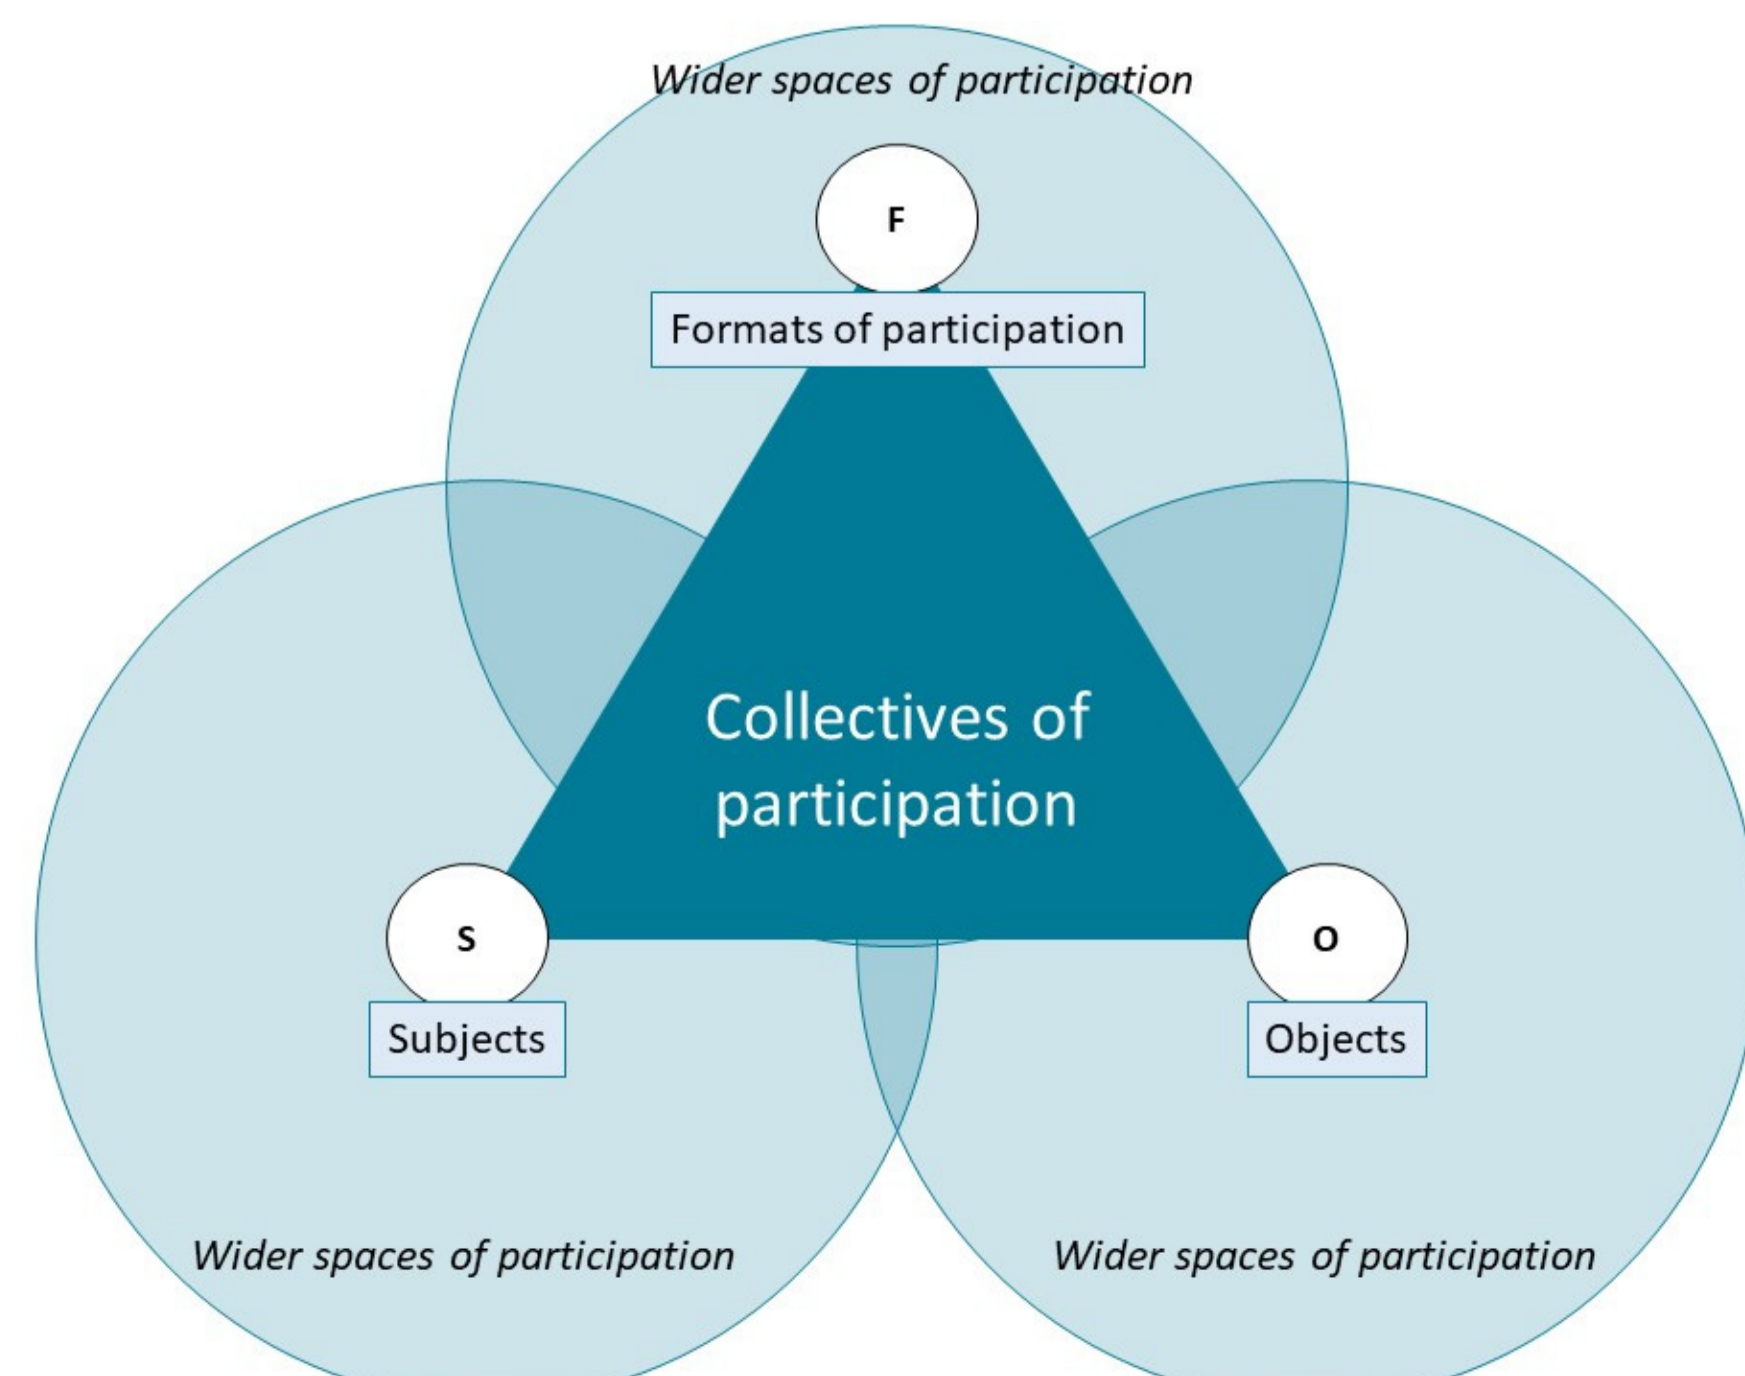 Wider spaces of participation
F
Formats of participation
Collectives of
participation
S
O
Subjects
Objects
Wider spaces of participation
Wider spaces of participation